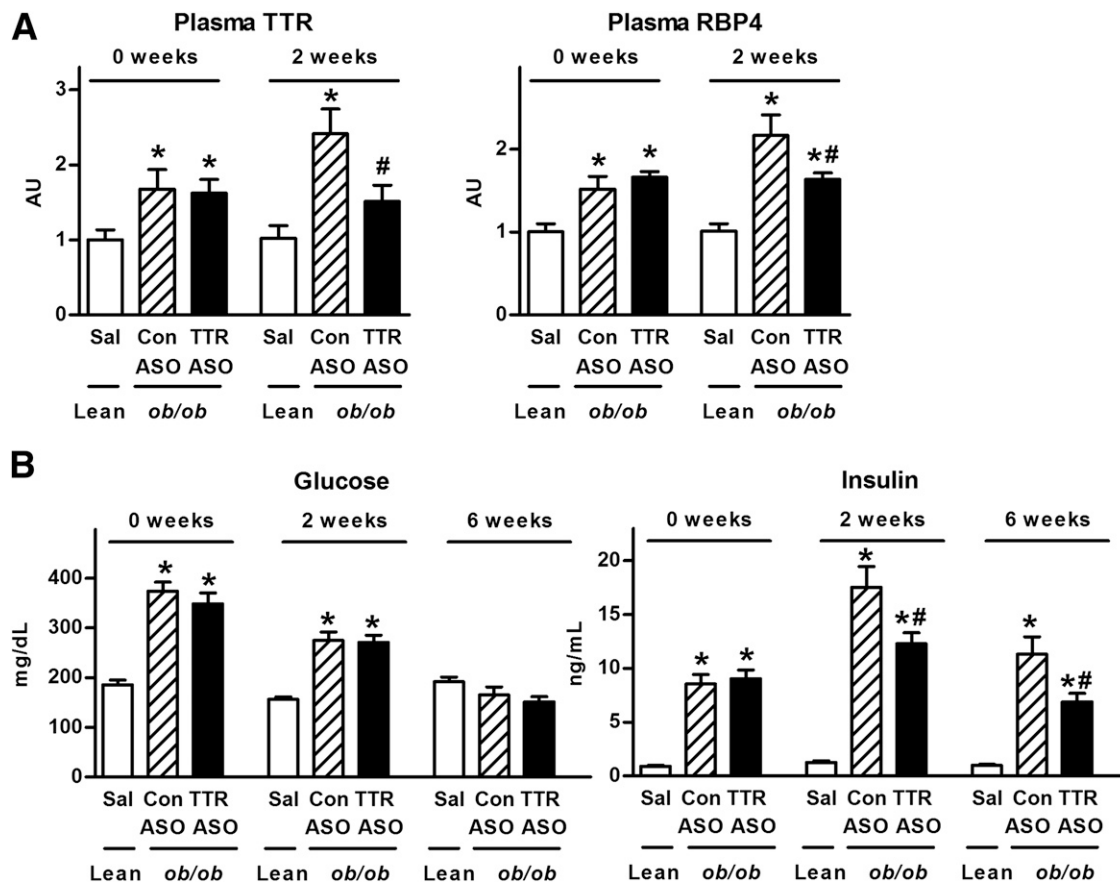 A
Plasma TTR
Plasma RBP4
0 weeks 2 weeks 0 weeks 2 weeks
3
2
1
0
AU
* * * #
2
1
0
AU
* * * *#
Sal Con TTR Sal Con TTR Sal Con TTR Sal Con TTR
ASO ASO ASO ASO ASO ASO ASO ASO
Lean ob/ob Lean ob/ob Lean ob/ob Lean ob/ob
B
Glucose
Insulin
0 weeks 2 weeks 6 weeks 0 weeks 2 weeks 6 weeks
400
300
200
100
0
mg/dL
* * * *
20
15
10
5
0
ng/mL
* * * *# * *#
Sal Con TTR Sal Con TTR Sal Con TTR Sal Con TTR Sal Con TTR Sal Con TTR
ASO ASO ASO ASO ASO ASO ASO ASO ASO ASO ASO ASO
Lean ob/ob Lean ob/ob Lean ob/ob Lean ob/ob Lean ob/ob Lean ob/ob